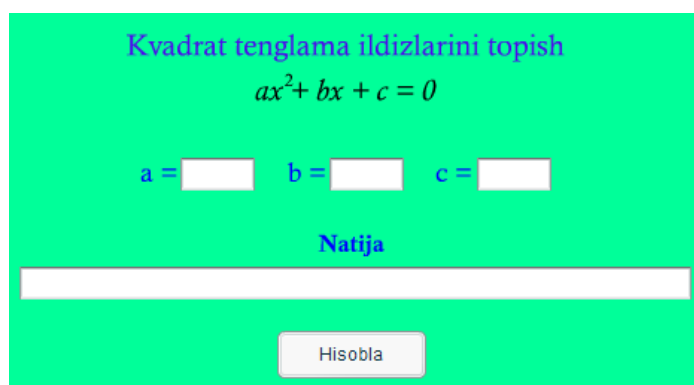 Kvadrat tenglama ildizlarini topish
ax²+ bx + c = 0
a = b = c =
Natija
Hisobla